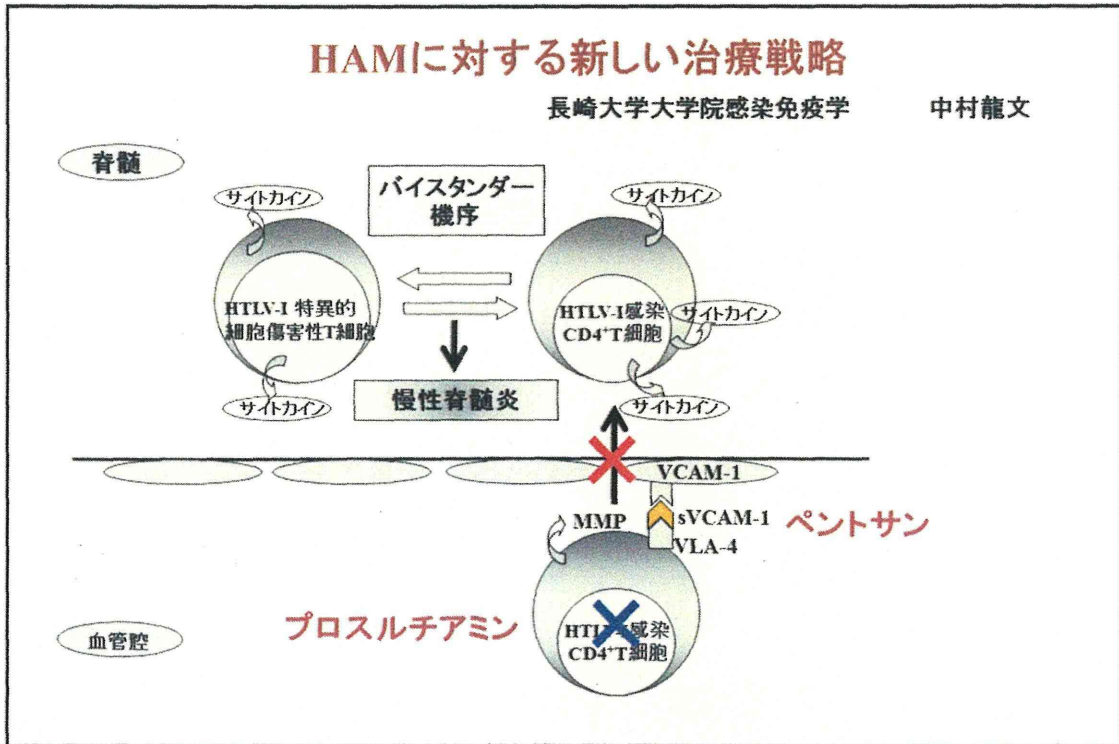 HAMに対する新しい治療戦略
長崎大学大学院感染免疫学 中村龍文
脊髄
サイトカイン
バイスタンダー
機序
サイトカイン
HTLV-I 特異的
細胞傷害性T細胞
HTLV-I感染
CD4⁺T細胞
サイトカイン
サイトカイン
慢性脊髄炎
サイトカイン
VCAM-1
MMP
sVCAM-1
VLA-4
ペントサン
プロスルチアミン
HTLV-I感染
CD4⁺T細胞
血管腔